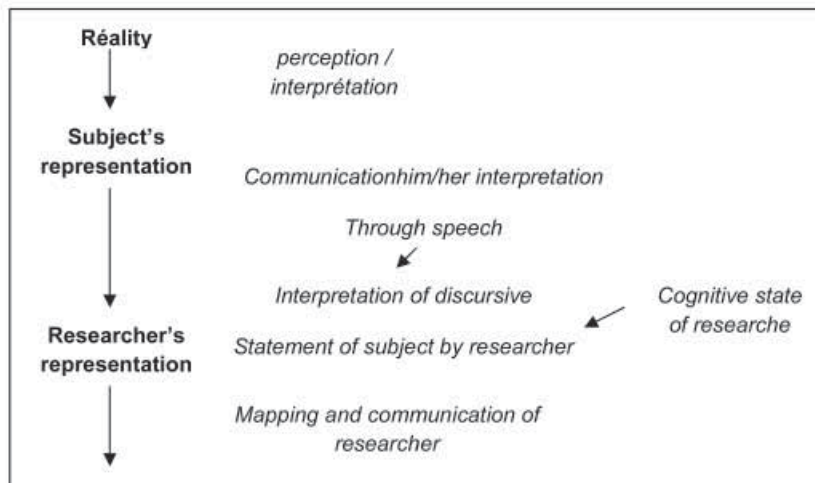 Réality
perception /
interprétation
Subject's
representation
Communicationhim/her interpretation
Through speech
Interpretation of discursive
Cognitive state
of researche
Researcher's
representation
Statement of subject by researcher
Mapping and communication of
researcher